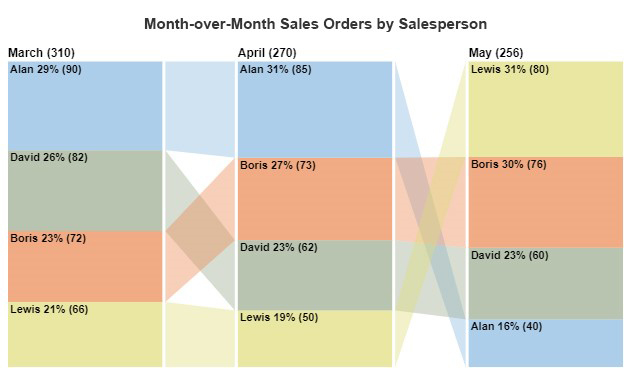 Month-over-Month Sales Orders by Salesperson
March (310)
Alan 29% (90)
David 26% (82)
Boris 23% (72)
Lewis 21% (66)
April (270)
Alan 31% (85)
Boris 27% (73)
David 23% (62)
Lewis 19% (50)
May (256)
Lewis 31% (80)
Boris 30% (76)
David 23% (60)
Alan 16% (40)